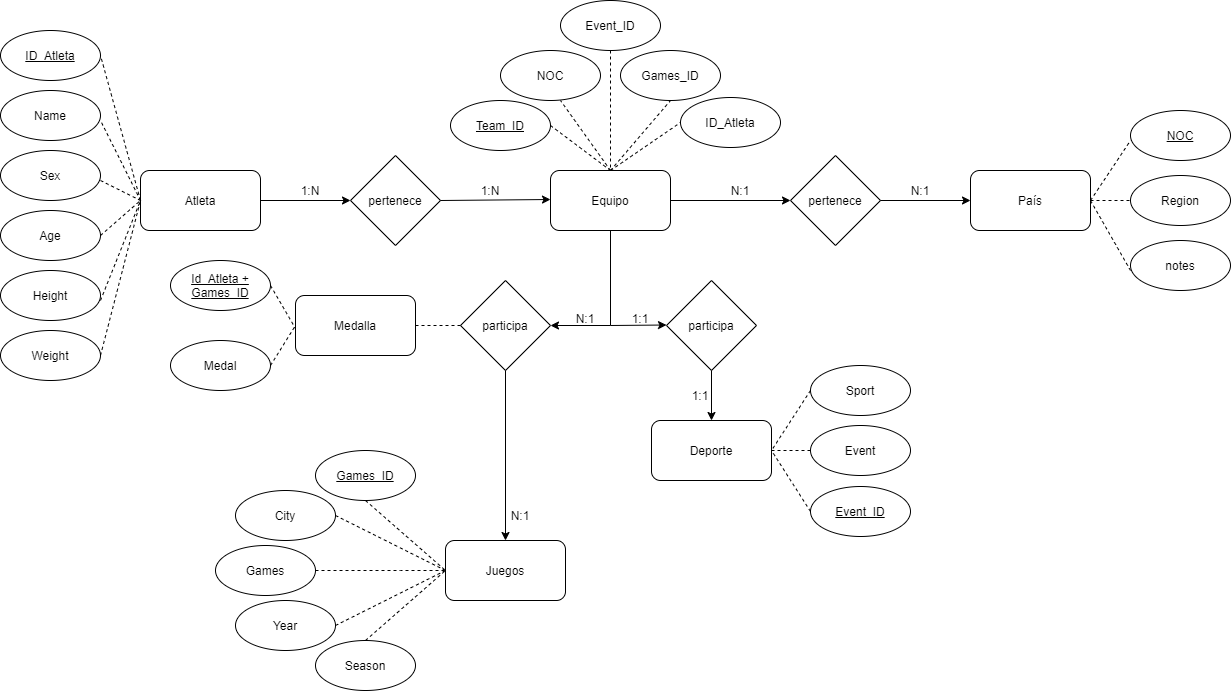 Event_ID
ID_Atleta
NOC
Games_ID
Name
Team_ID
ID_Atleta
NOC
Sex
1:N
1:N
N:1
N:1
Atleta
pertenece
Equipo
pertenece
País
Region
Age
notes
Id_Atleta +
Games_ID
Height
Medalla
participa
N:1
1:1
participa
Weight
Medal
1:1
Sport
Deporte
Event
Games_ID
Event_ID
City
N:1
Games
Juegos
Year
Season